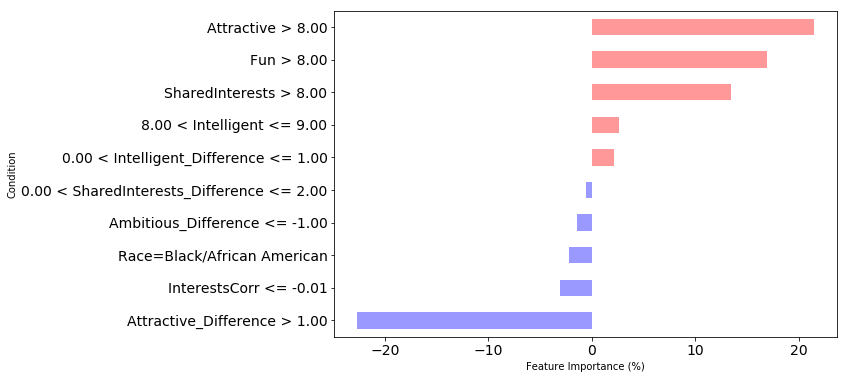 Attractive > 8.00
Fun > 8.00
SharedInterests > 8.00
8.00 < Intelligent <= 9.00
0.00 < Intelligent_Difference <= 1.00
0.00 < SharedInterests_Difference <= 2.00
Ambitious_Difference <= -1.00
Race=Black/African American
InterestsCorr <= -0.01
Attractive_Difference > 1.00
Condition
−20 −10 0 10 20
Feature Importance (%)